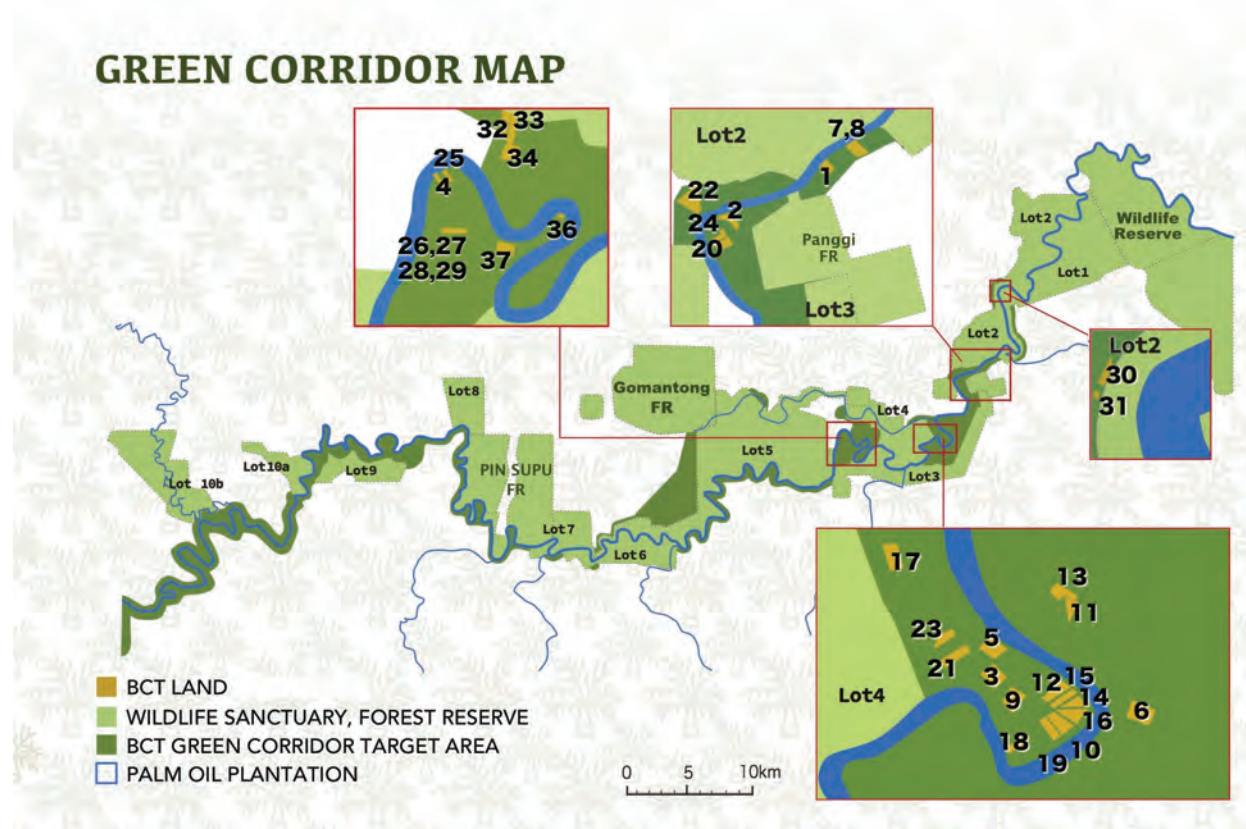 GREEN CORRIDOR MAP
32 33
34
25
4
36
26,27
28,29
37
Lot2
7,8
1
22
2
24
20
Panggi
FR
Lot3
Lot2
Wildlife
Reserve
Lot1
Lot2
Lot2
30
31
Gomantong
FR
Lot8
Lot4
Lot5
Lot3
Lot10a
Lot9
Lot 10b
PIN SUPU
FR
Lot7
Lot6
17
13
11
23
5
21
3
12
15
14
9
16
6
18
10
19
Lot4
BCT LAND
WILDLIFE SANCTUARY, FOREST RESERVE
BCT GREEN CORRIDOR TARGET AREA
PALM OIL PLANTATION
0 5 10km